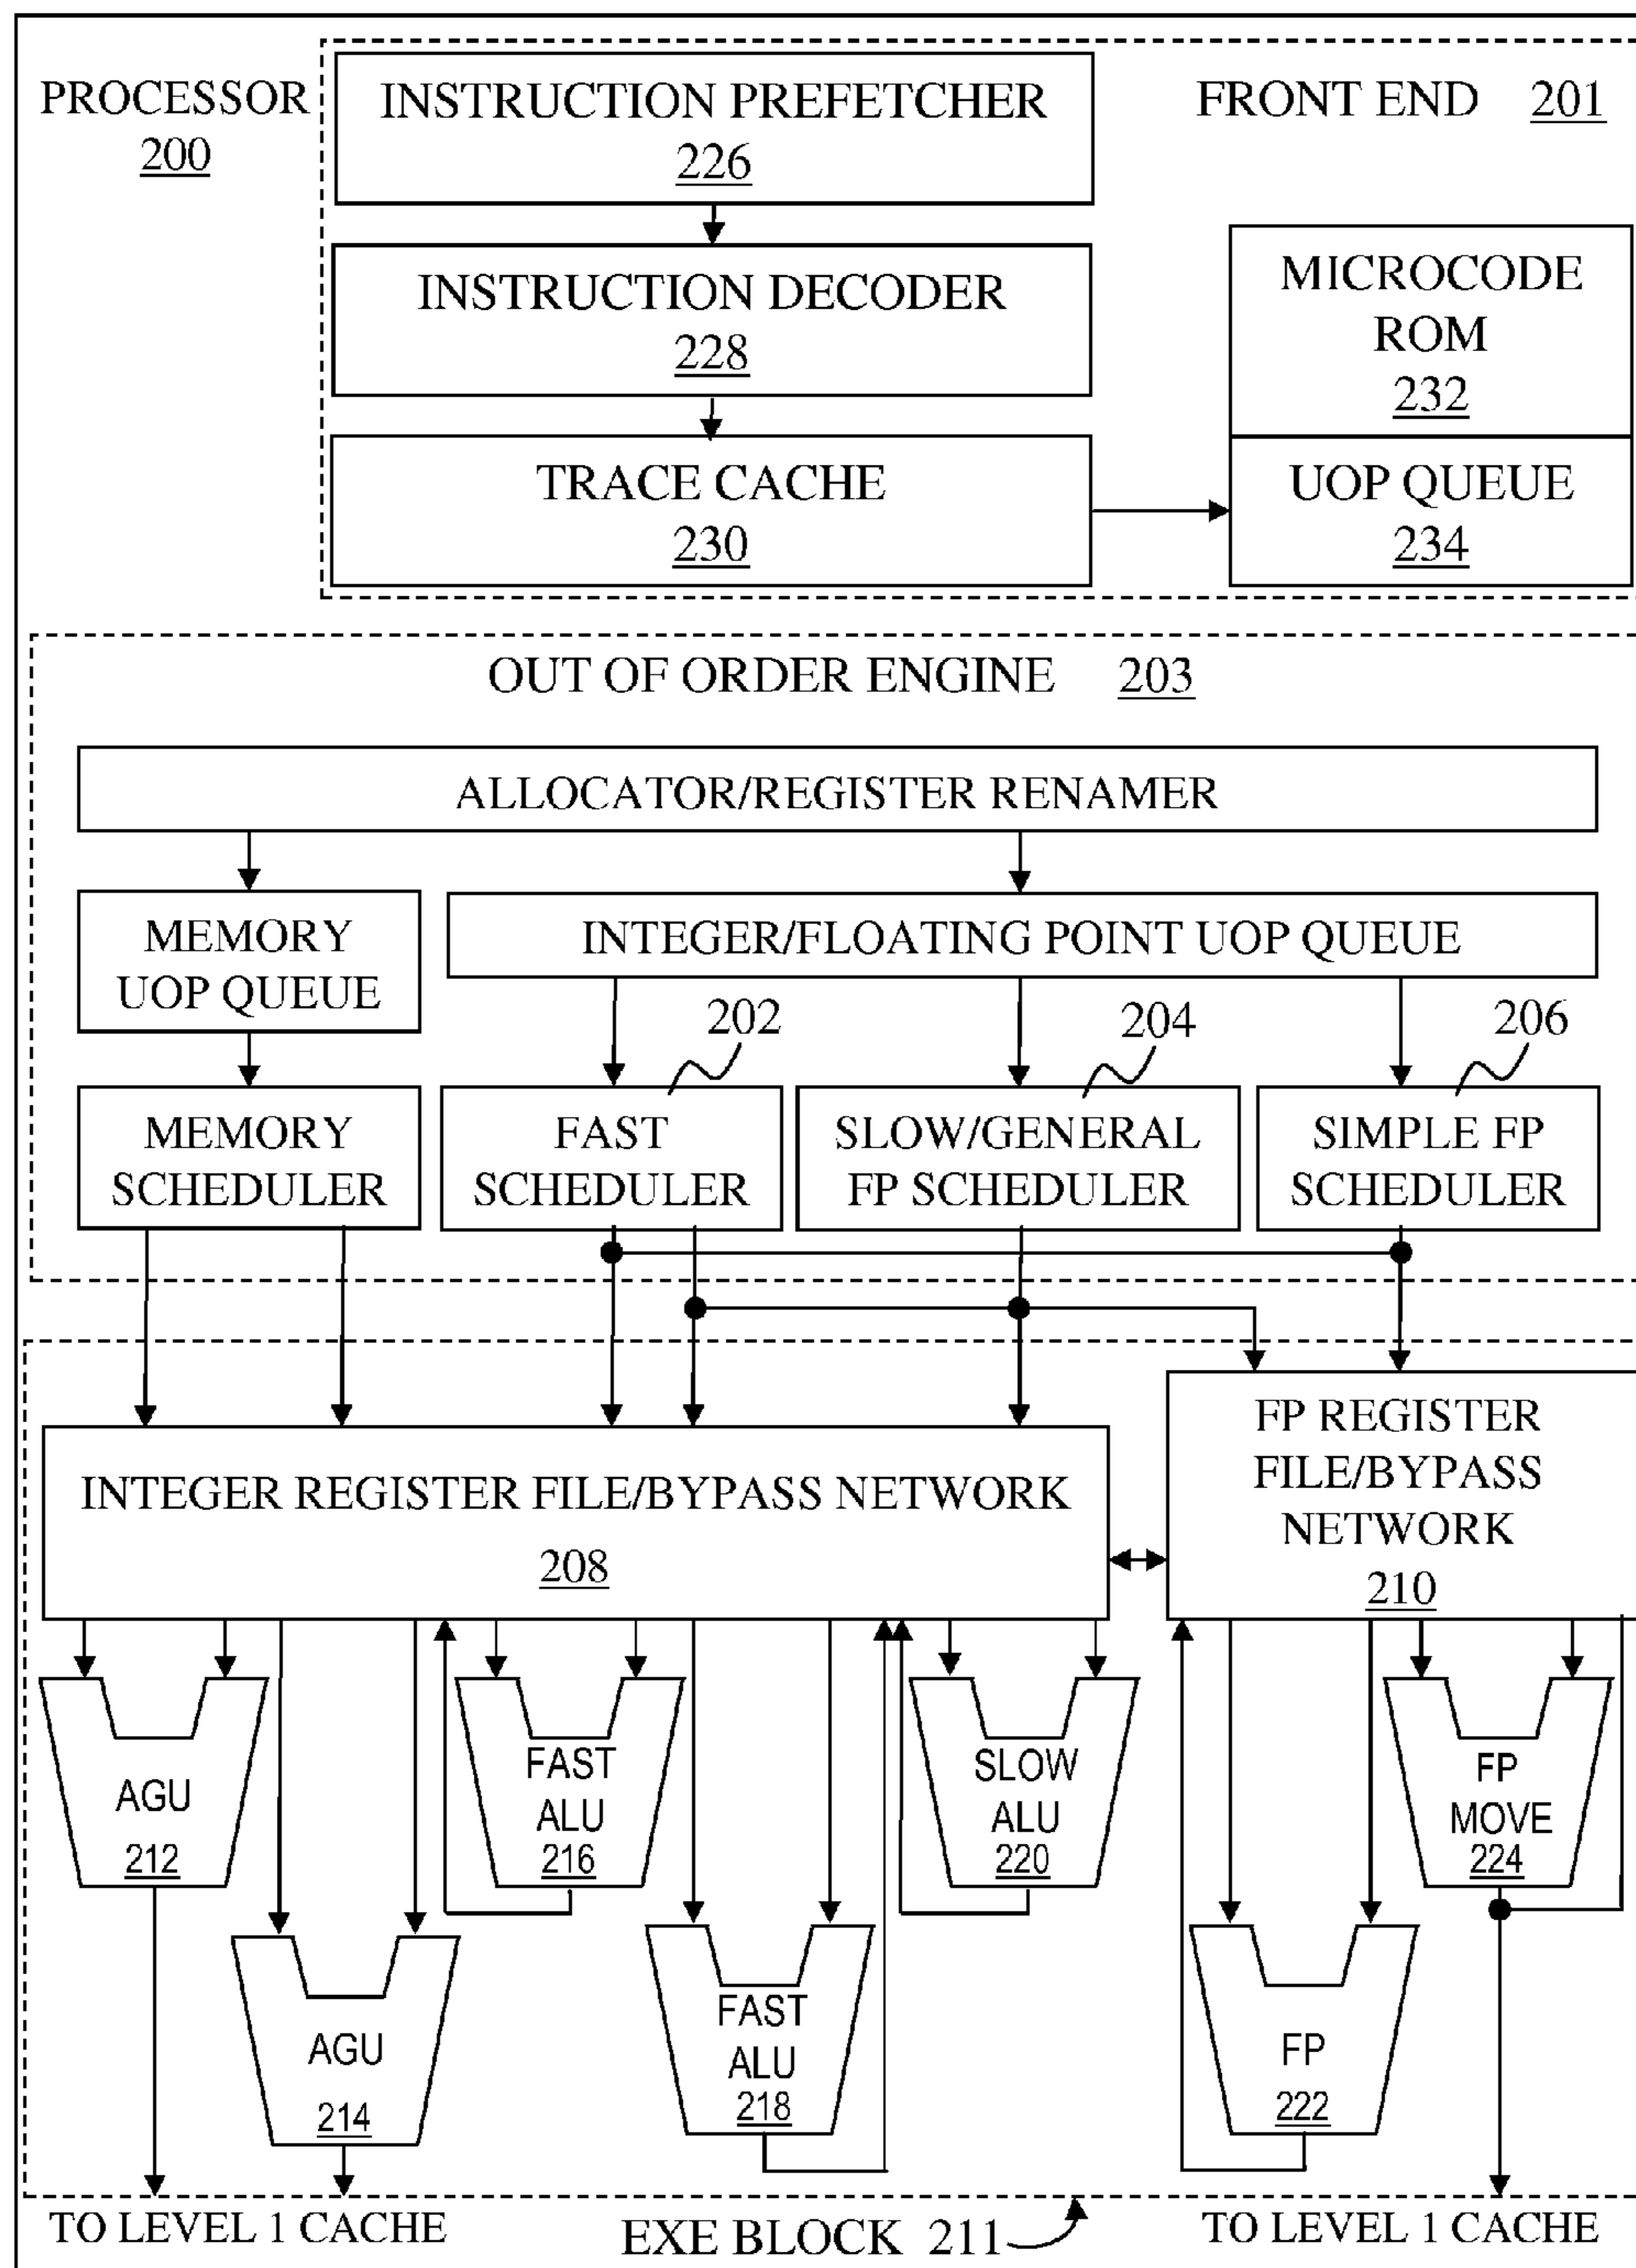 PROCESSOR
200
INSTRUCTION PREFETCHER
226
FRONT END 201
INSTRUCTION DECODER
228
MICROCODE
ROM
232
TRACE CACHE
230
UOP QUEUE
234
OUT OF ORDER ENGINE 203
ALLOCATOR/REGISTER RENAMER
MEMORY
UOP QUEUE
INTEGER/FLOATING POINT UOP QUEUE
202
204
206
MEMORY
SCHEDULER
FAST
SCHEDULER
SLOW/GENERAL
FP SCHEDULER
SIMPLE FP
SCHEDULER
INTEGER REGISTER FILE/BYPASS NETWORK
208
FP REGISTER
FILE/BYPASS
NETWORK
210
AGU
212
FAST
ALU
216
SLOW
ALU
220
FP
MOVE
224
AGU
214
FAST
ALU
218
FP
222
TO LEVEL 1 CACHE
EXE BLOCK 211
TO LEVEL 1 CACHE